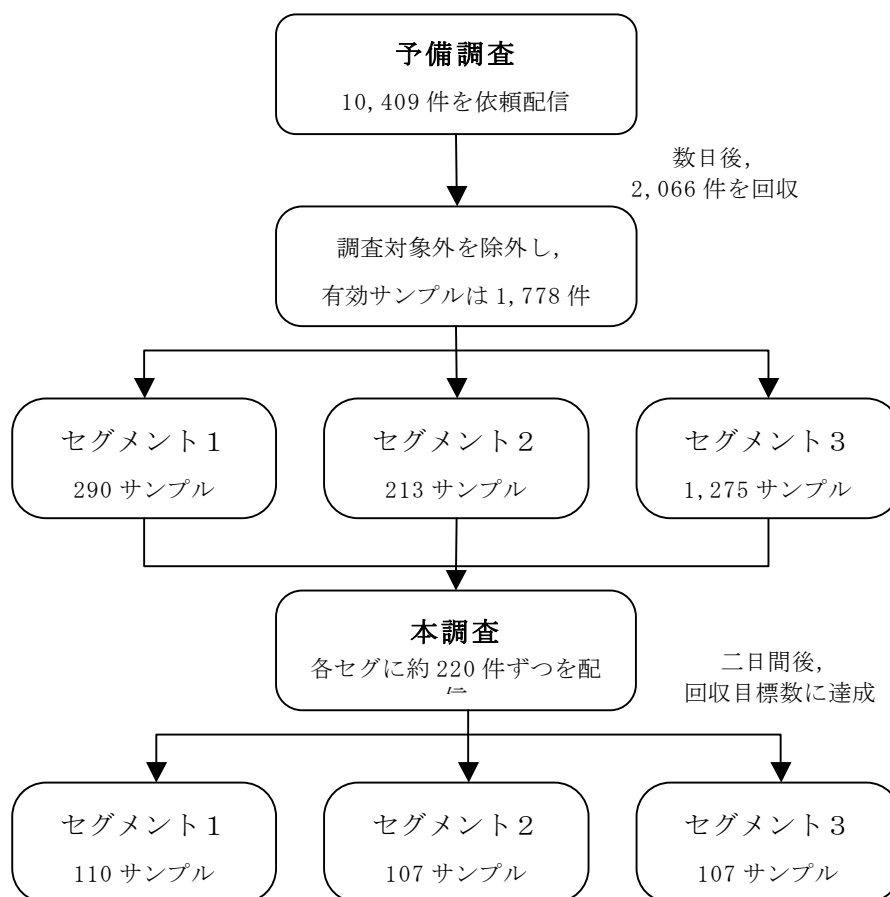 予備調査
10,409 件を依頼配信
数日後,
2,066 件を回収
調査対象外を除外し,
有効サンプルは 1,778 件
セグメント１
290 サンプル
セグメント２
213 サンプル
セグメント３
1,275 サンプル
本調査
各セグに約 220 件ずつを配
二日間後,
回収目標数に達成
セグメント１
110 サンプル
セグメント２
107 サンプル
セグメント３
107 サンプル